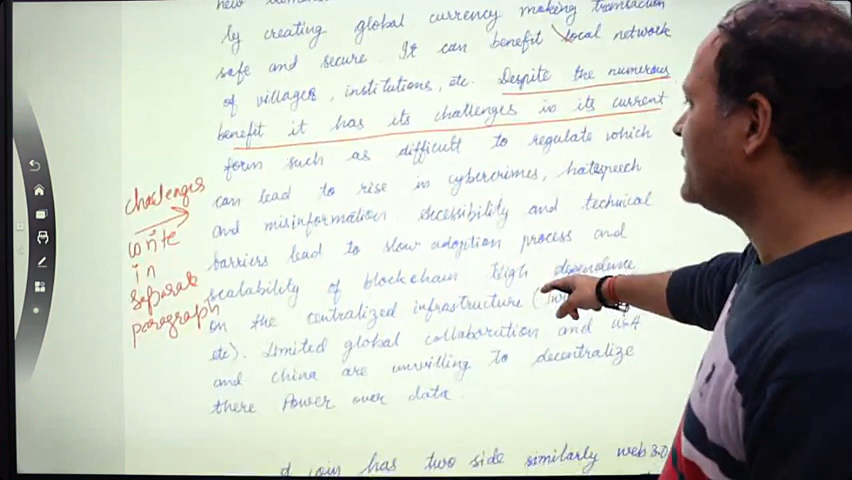 by creating global currency making transaction
safe and secure. It can benefit local network
of villages, institutions, etc. Despite the numerous
benefit it has its challenges in its current
form such as difficult to regulate which
can lead to rise in cybercrimes, hatespeech
and misinformation accessibility and technical
barriers lead to slow adoption process and
scalability of blockchain High dependence
on the centralized infrastructure (
etc). Limited global collaboration and USA
and china are unwilling to decentralize
there Power over data.
coin has two side similarly web 3.0
challenges
write
in
separate
paragraph